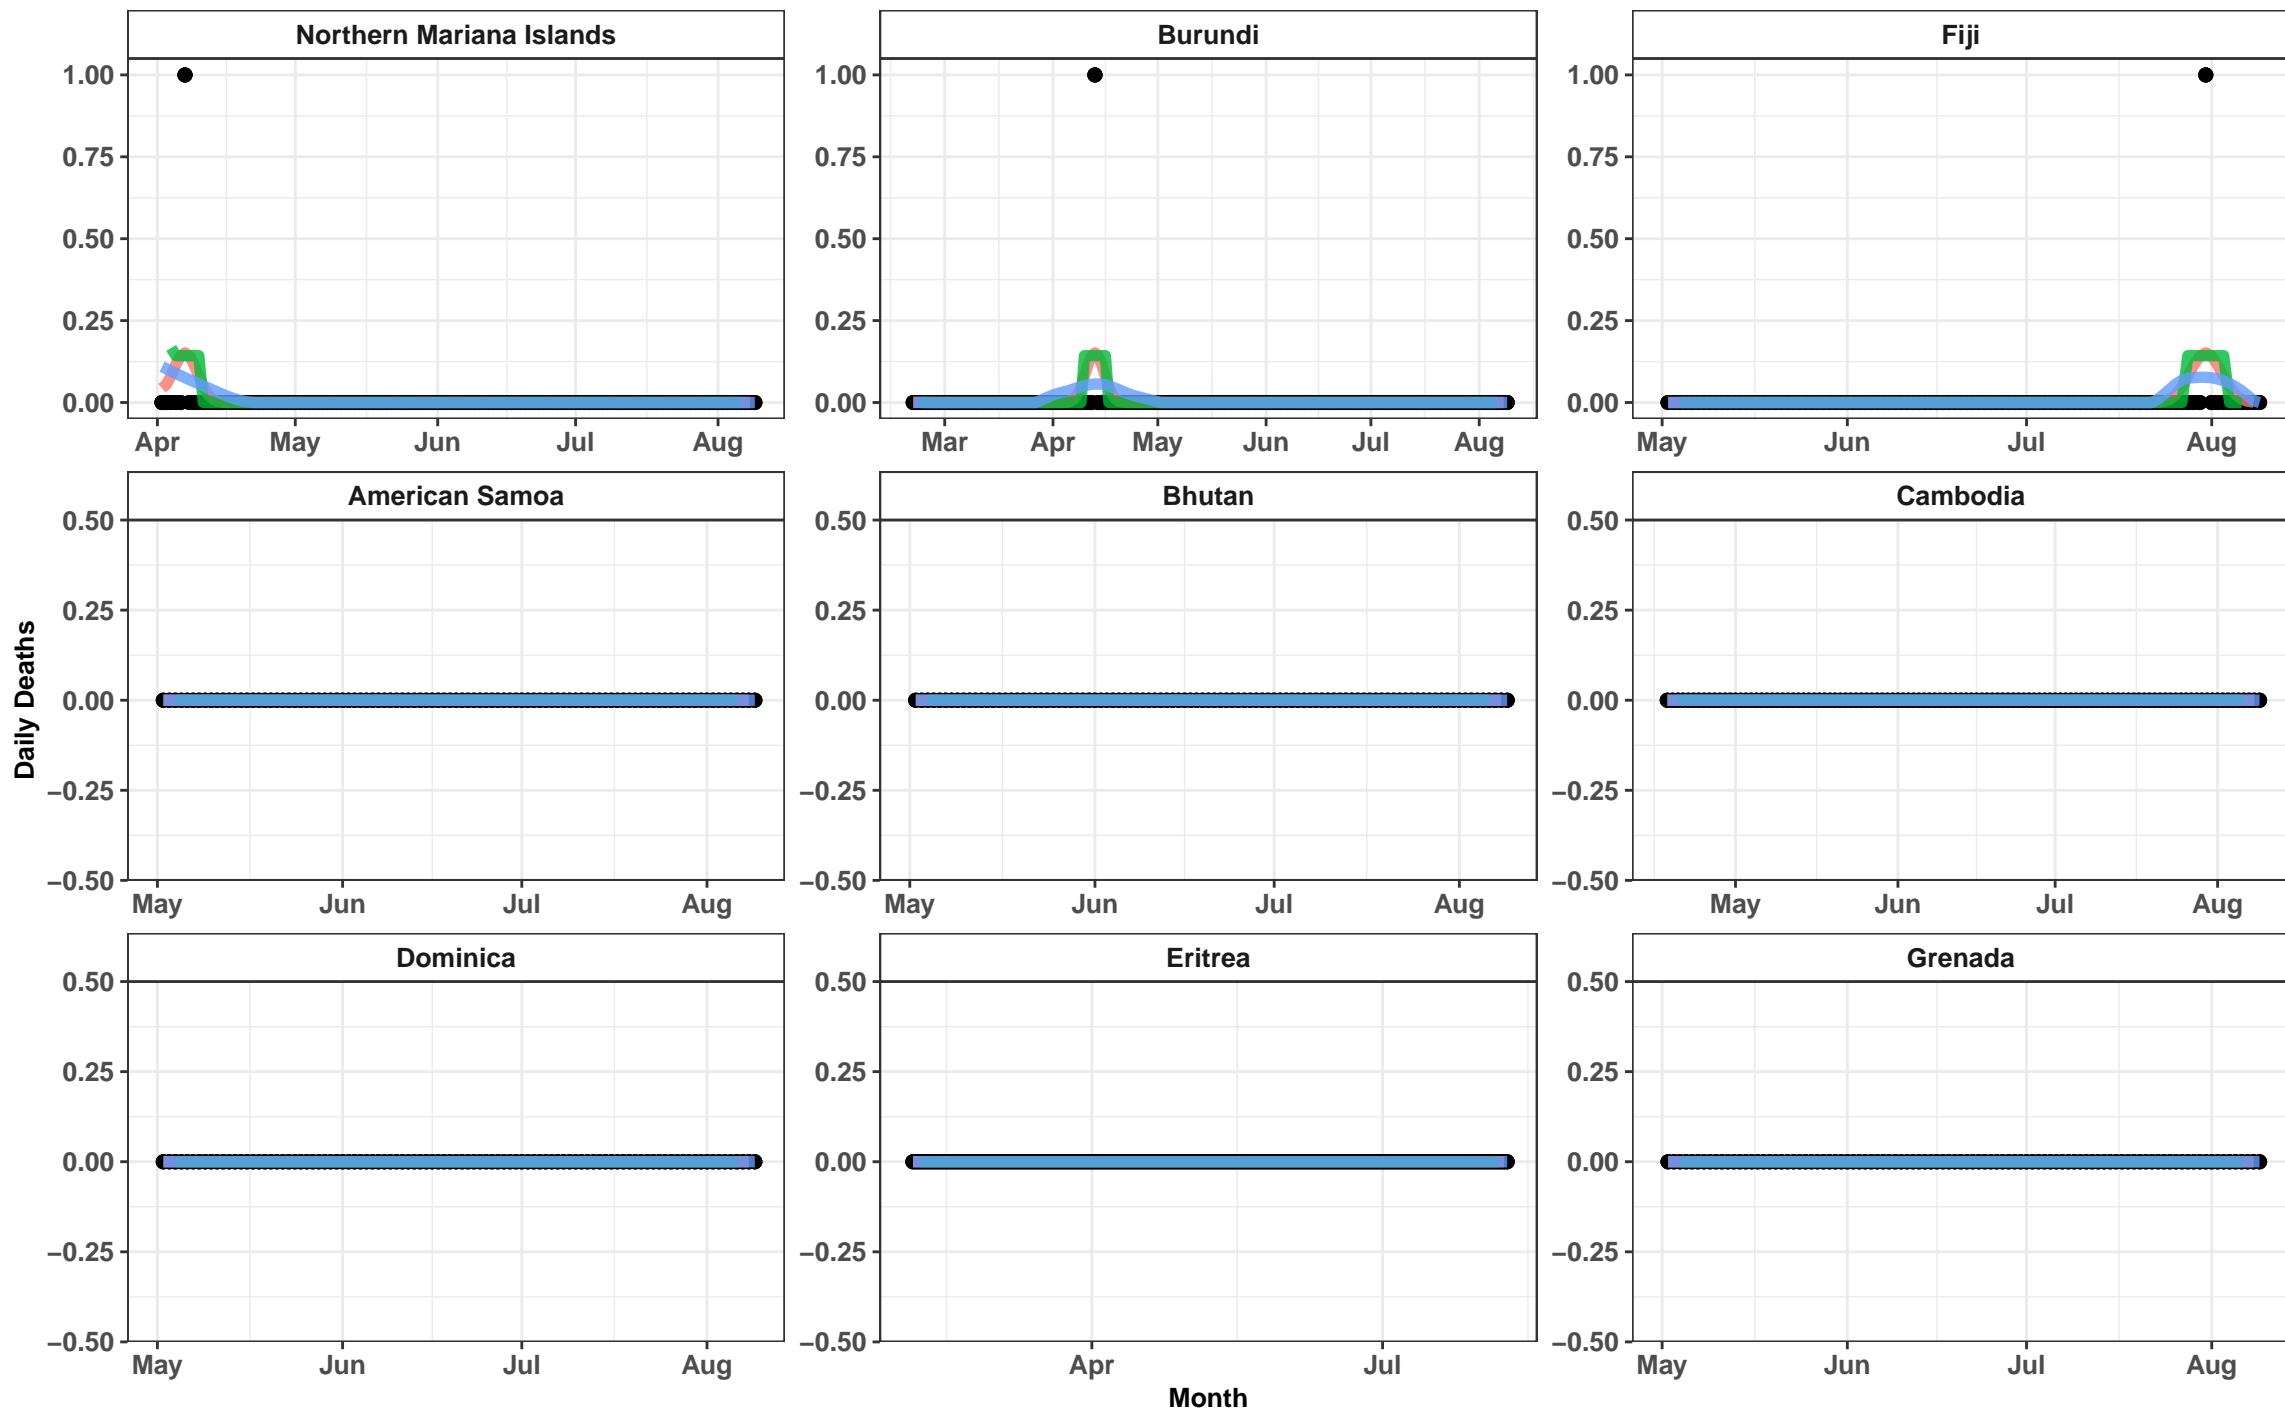 Northern Mariana Islands
Burundi
Fiji
1.00
0.75
0.50
0.25
0.00
1.00
0.75
0.50
0.25
0.00
1.00
0.75
0.50
0.25
0.00
Apr May Jun Jul Aug
Mar Apr May Jun Jul Aug
May Jun Jul Aug
American Samoa
Bhutan
Cambodia
0.50
0.25
0.00
−0.25
−0.50
0.50
0.25
0.00
−0.25
−0.50
0.50
0.25
0.00
−0.25
−0.50
May Jun Jul Aug
May Jun Jul Aug
May Jun Jul Aug
Daily Deaths
Dominica
Eritrea
Grenada
0.50
0.25
0.00
−0.25
−0.50
0.50
0.25
0.00
−0.25
−0.50
0.50
0.25
0.00
−0.25
−0.50
May Jun Jul Aug
Apr Jul
May Jun Jul Aug
Month